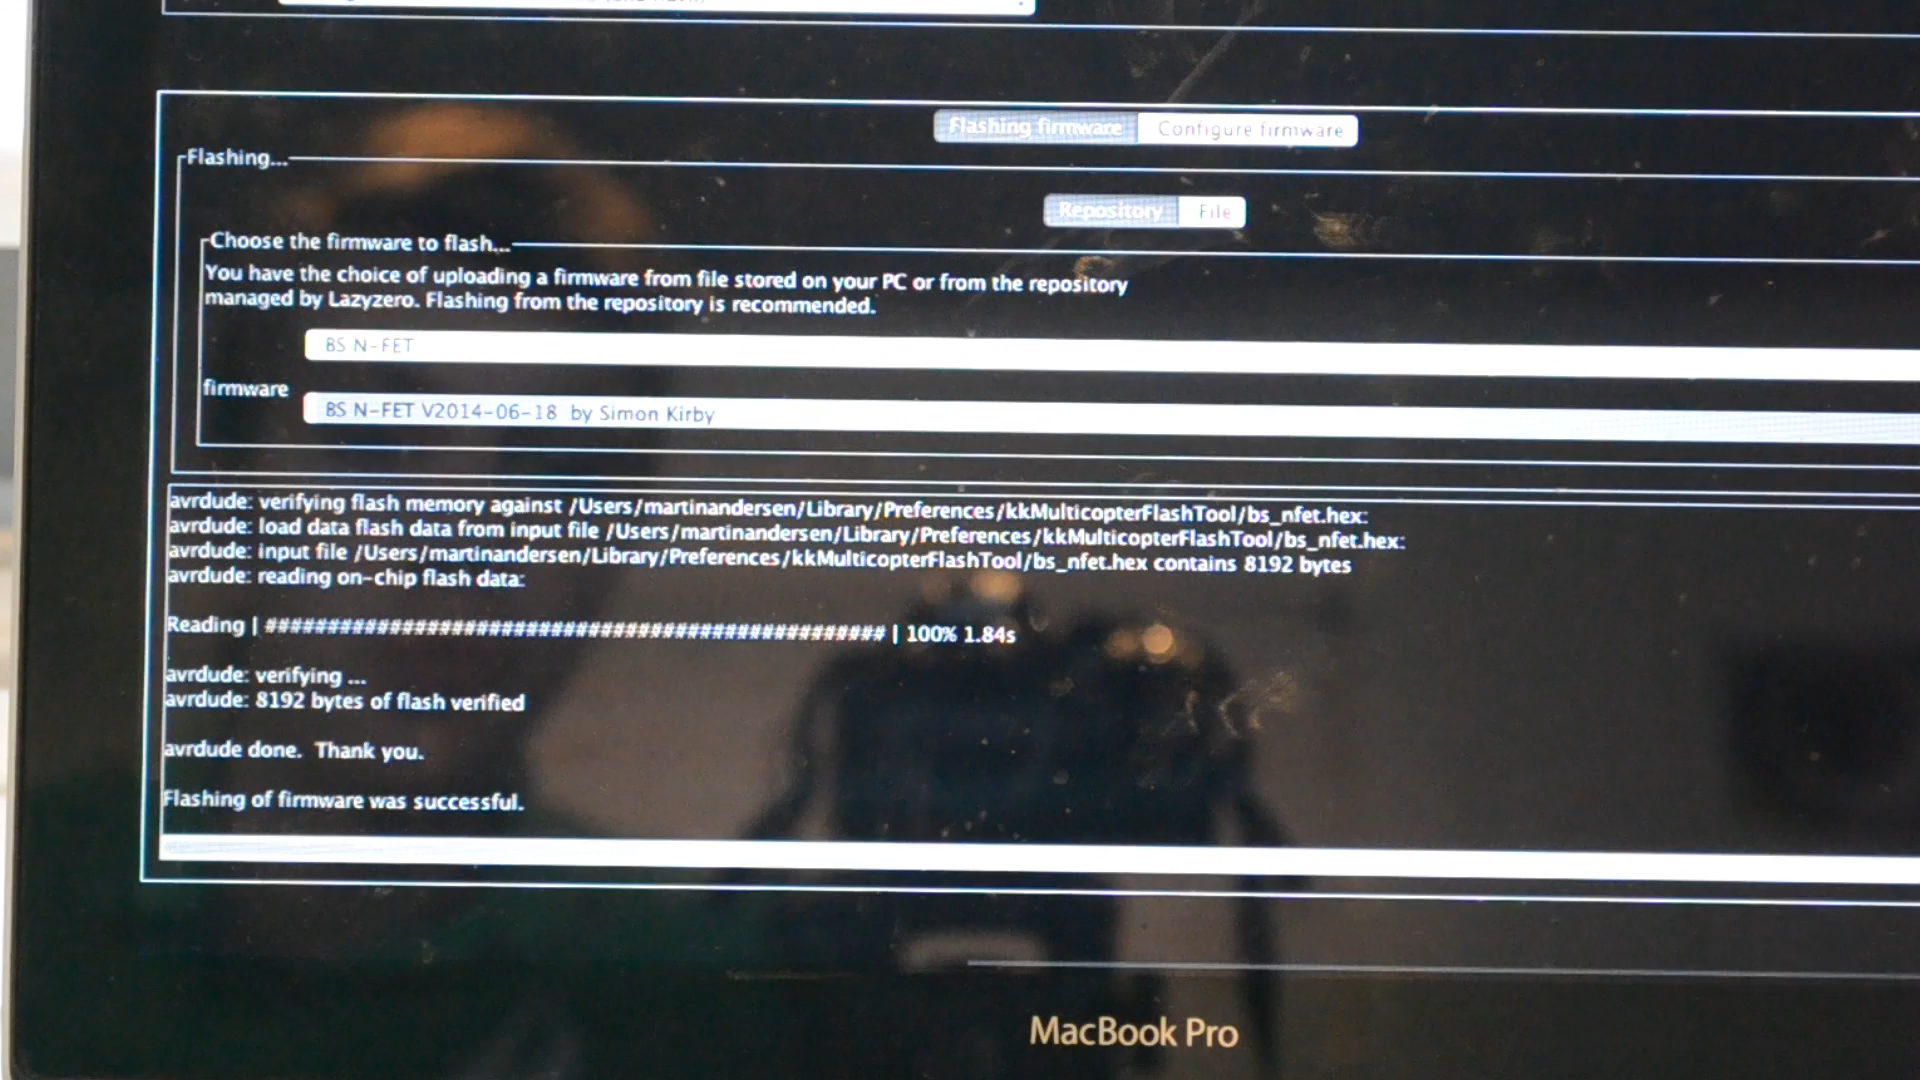 Flashing firmware Configure firmware
Flashing...
Repository File
Choose the firmware to flash...
You have the choice of uploading a firmware from file stored on your PC or from the repository
managed by Lazyzero. Flashing from the repository is recommended.
BS N-FET
firmware
BS N-FET V2014-06-18 by Simon Kirby
avrdude: verifying flash memory against /Users/martinandersen/Library/Preferences/kkMulticopterFlashTool/bs_nfet.hex:
avrdude: load data flash data from input file /Users/martinandersen/Library/Preferences/kkMulticopterFlashTool/bs_nfet.hex:
avrdude: input file /Users/martinandersen/Library/Preferences/kkMulticopterFlashTool/bs_nfet.hex contains 8192 bytes
avrdude: reading on-chip flash data:
Reading | ################################################## | 100% 1.84s
avrdude: verifying ...
avrdude: 8192 bytes of flash verified
avrdude done. Thank you.
Flashing of firmware was successful.
MacBook Pro